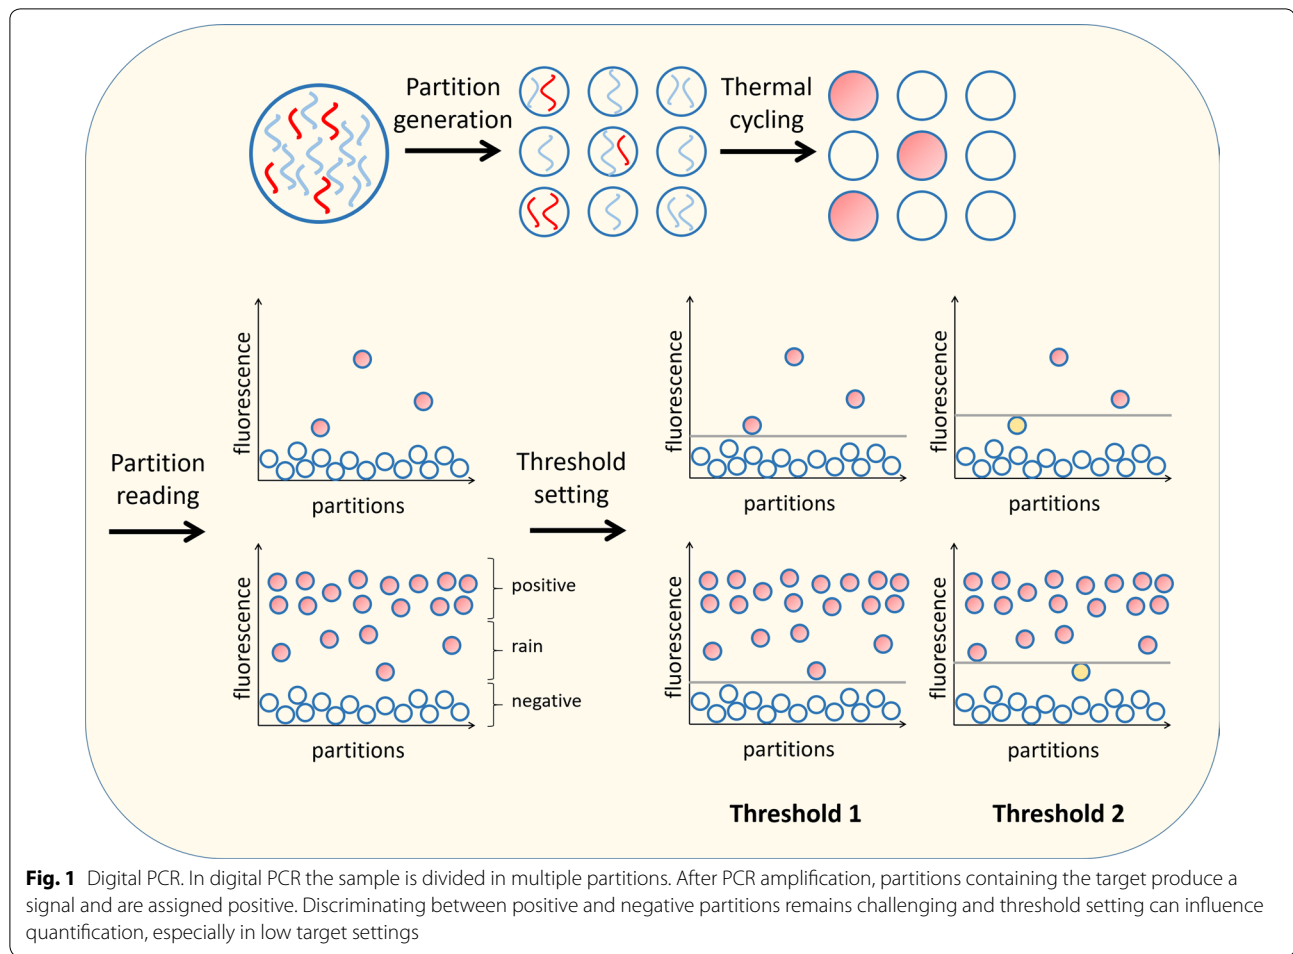 Partition
generation
Thermal
cycling
Partition
reading
fluorescence
partitions
fluorescence
positive
rain
negative
partitions
Threshold
setting
fluorescence
partitions
fluorescence
partitions
fluorescence
partitions
fluorescence
partitions
Threshold 1
Threshold 2
Fig. 1 Digital PCR. In digital PCR the sample is divided in multiple partitions. After PCR amplification, partitions containing the target produce a
signal and are assigned positive. Discriminating between positive and negative partitions remains challenging and threshold setting can influence
quantification, especially in low target settings